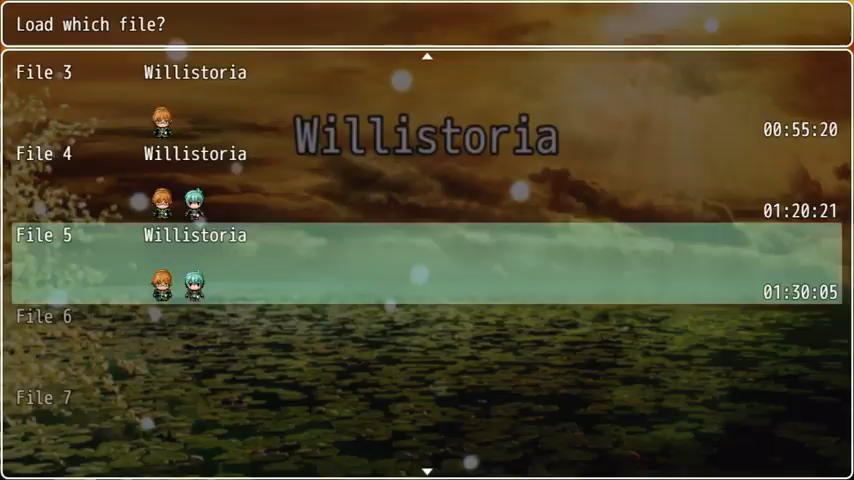 Load which file?
File 3 Willistoria
Willistoria
00:55:20
File 4 Willistoria
01:20:21
File 5 Willistoria
01:30:05
File 6
File 7